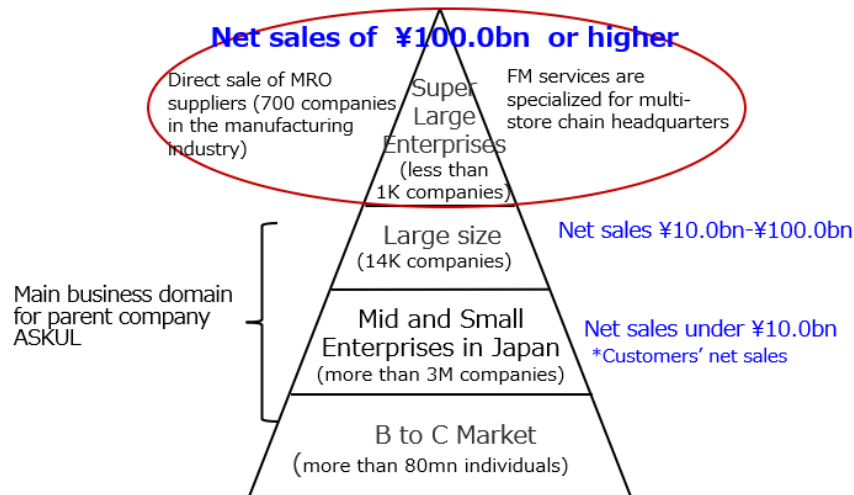 Net sales of ¥100.0bn or higher
Direct sale of MRO
suppliers (700 companies
in the manufacturing
industry)
Super
Large
Enterprises
(less than
1K companies)
FM services are
specialized for multi-
store chain headquarters
Large size
(14K companies)
Net sales ¥10.0bn-¥100.0bn
Main business domain
for parent company
ASKUL
Mid and Small
Enterprises in Japan
(more than 3M companies)
Net sales under ¥10.0bn
*Customers’ net sales
B to C Market
(more than 80mn individuals)